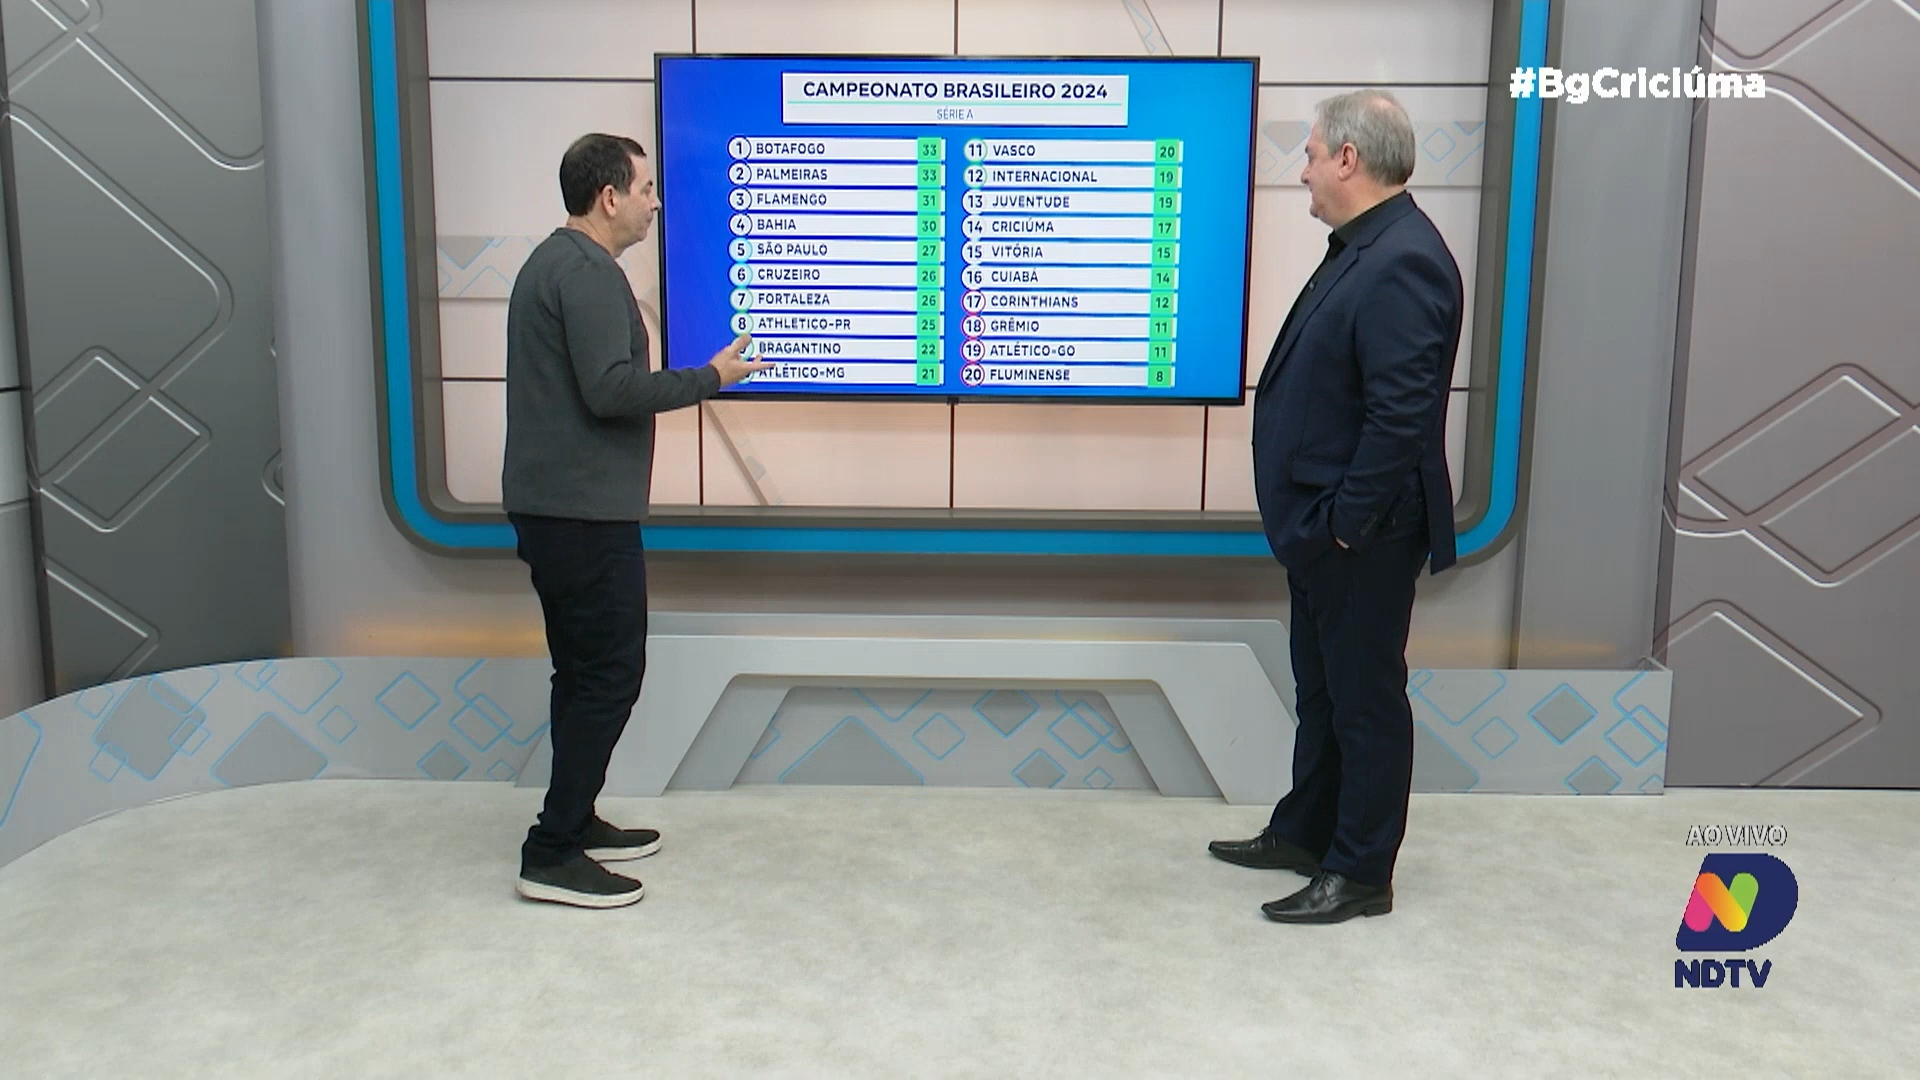 #BgCriciúma
CAMPEONATO BRASILEIRO 2024
SÉRIE A
1 BOTAFOGO 33
2 PALMEIRAS 33
3 FLAMENGO 31
4 BAHIA 30
5 SÃO PAULO 27
6 CRUZEIRO 26
7 FORTALEZA 26
8 ATHLETICO-PR 25
BRAGANTINO 22
ATLÉTICO-MG 21
11 VASCO 20
12 INTERNACIONAL 19
13 JUVENTUDE 19
14 CRICIÚMA 17
15 VITÓRIA 15
16 CUIABÁ 14
17 CORINTHIANS 12
18 GRÊMIO 11
19 ATLÉTICO-GO 11
20 FLUMINENSE 8
AO VIVO
NDTV